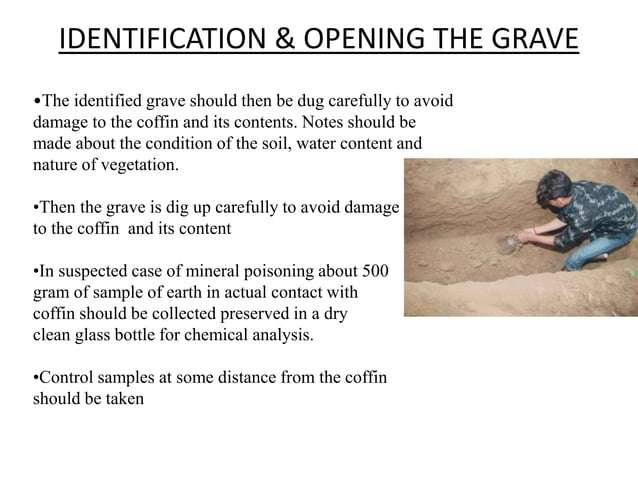 IDENTIFICATION & OPENING THE GRAVE
•The identified grave should then be dug carefully to avoid
damage to the coffin and its contents. Notes should be
made about the condition of the soil, water content and
nature of vegetation.
•Then the grave is dig up carefully to avoid damage
to the coffin  and its content
•In suspected case of mineral poisoning about 500
gram of sample of earth in actual contact with
coffin should be collected preserved in a dry
clean glass bottle for chemical analysis.
•Control samples at some distance from the coffin
should be taken